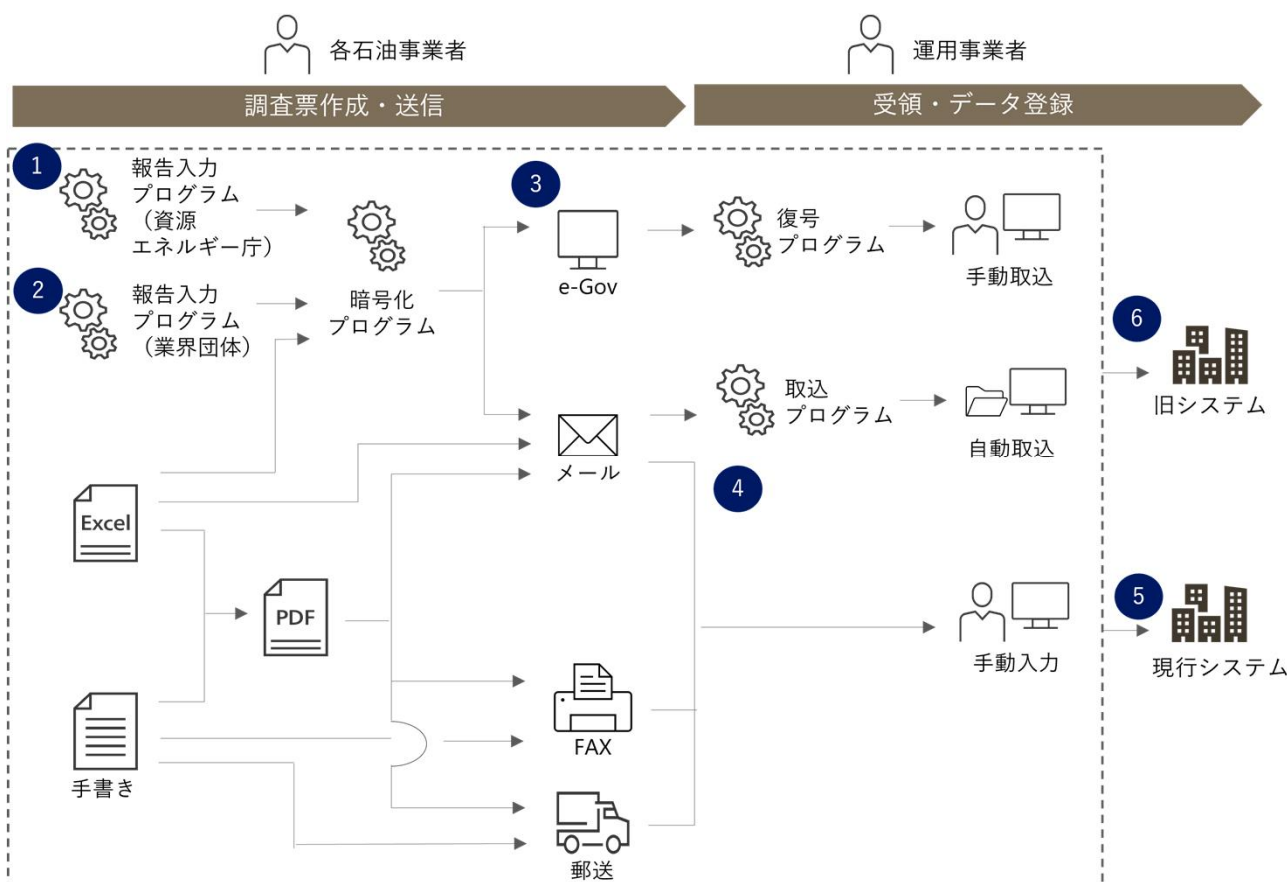 各石油事業者
運用事業者
調査票作成・送信
受領・データ登録
1
報告入力
プログラム
（資源
エネルギー庁）
2
報告入力
プログラム
（業界団体）
暗号化
プログラム
3
e-Gov
復号
プログラム
手動取込
メール
取込
プログラム
自動取込
4
6
旧システム
Excel
PDF
手書き
FAX
郵送
手動入力
5
現行システム